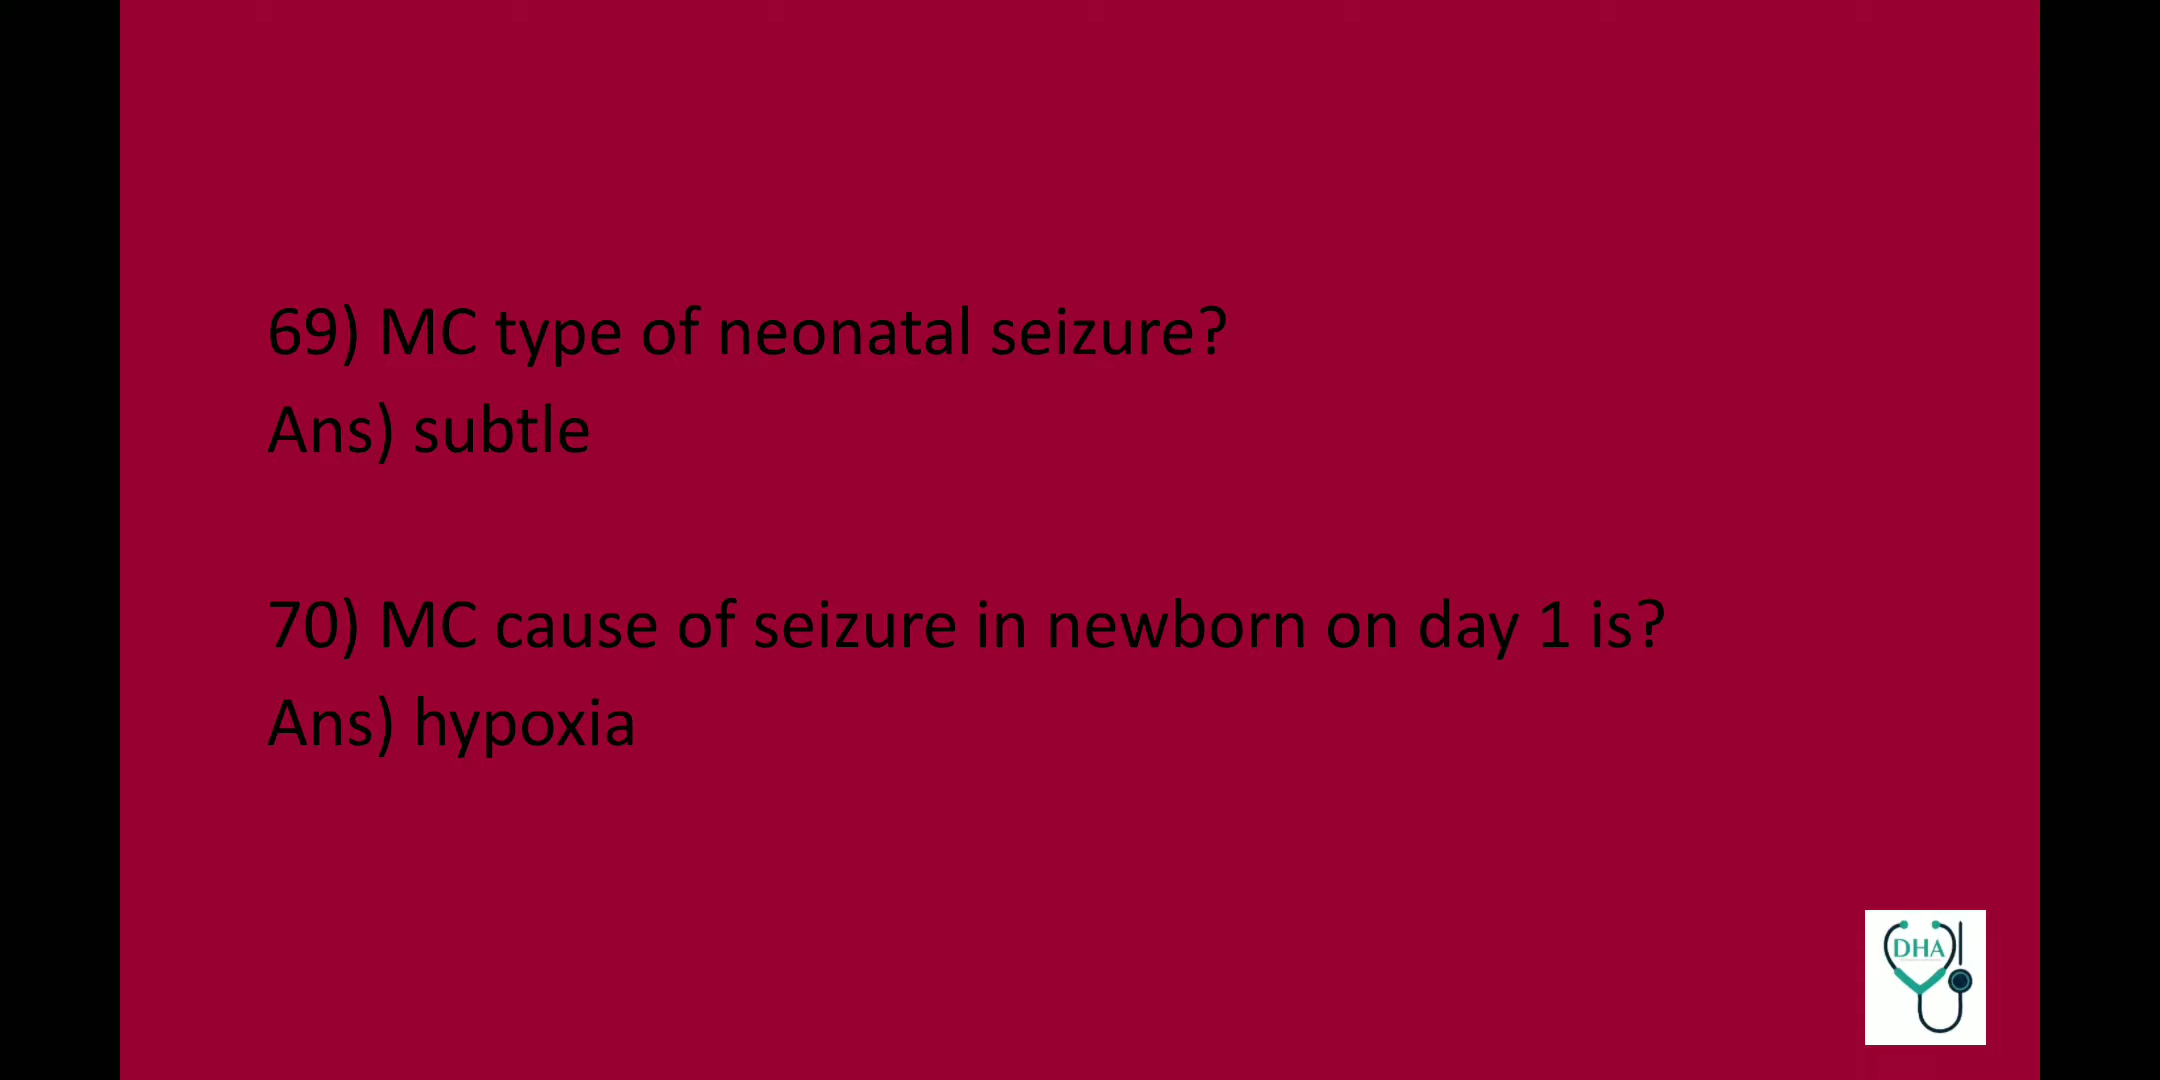 69) MC type of neonatal seizure?
Ans) subtle
70) MC cause of seizure in newborn on day 1 is?
Ans) hypoxia
DHA